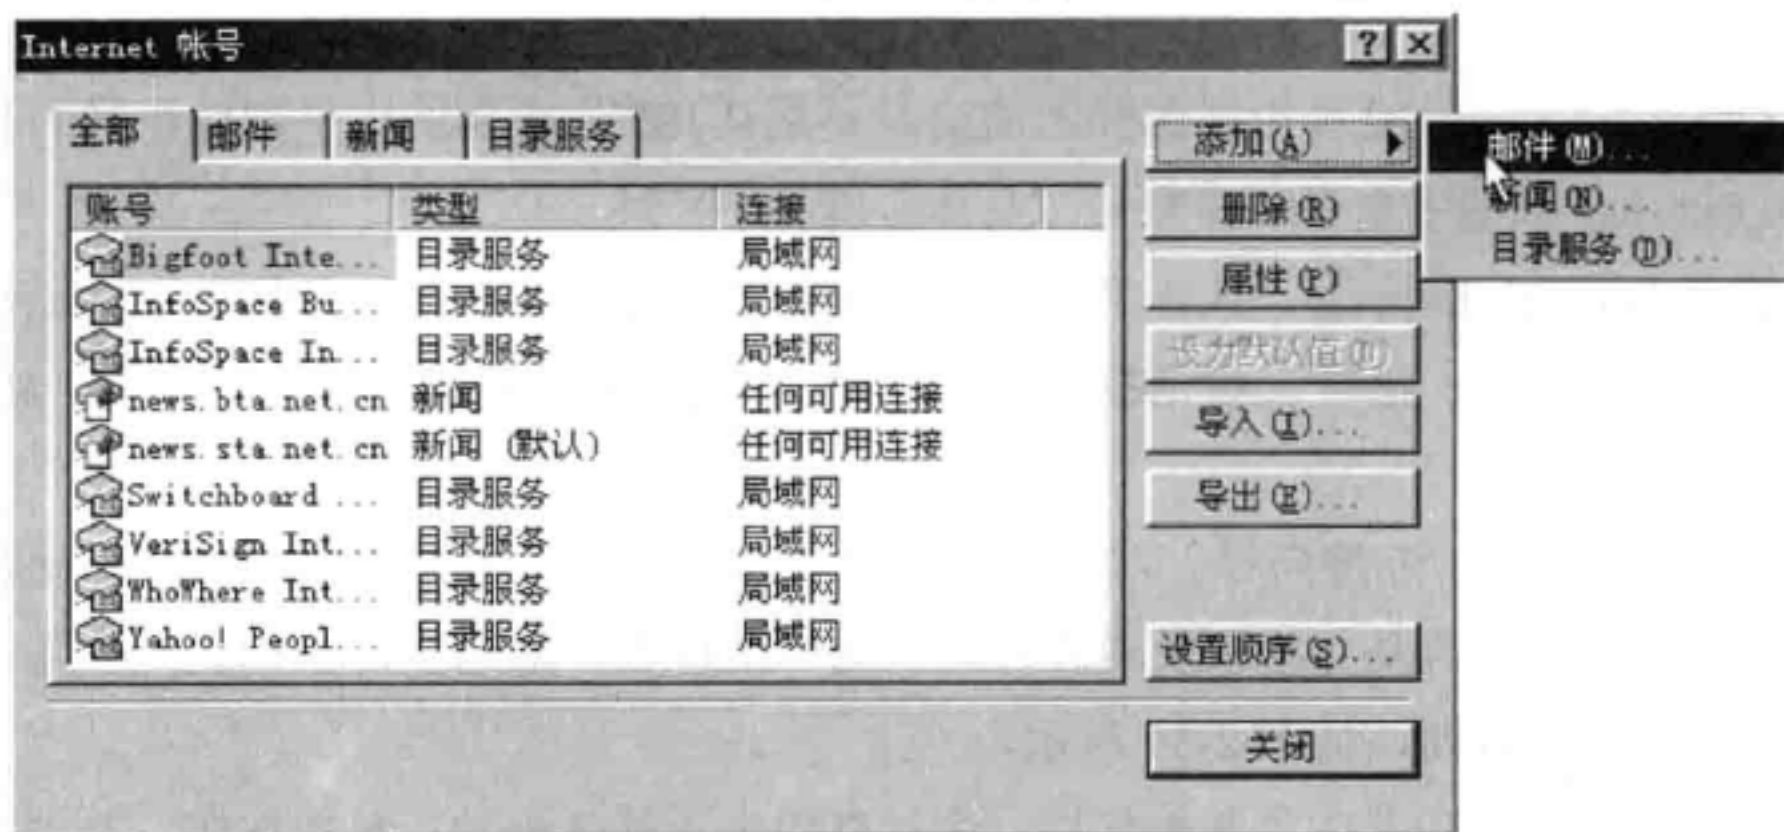 Internet 帐号
全部 邮件 新闻 目录服务
账号 类型 连接
Bigfoot Inte... 目录服务 局域网
InfoSpace Bu... 目录服务 局域网
InfoSpace In... 目录服务 局域网
news.bta.net.cn 新闻 任何可用连接
news.sta.net.cn 新闻 (默认) 任何可用连接
Switchboard ... 目录服务 局域网
VeriSign Int... 目录服务 局域网
WhoWhere Int... 目录服务 局域网
Yahoo! Peopl... 目录服务 局域网
添加(A)
删除(R)
属性(P)
设为默认值(D)
导入(I)...
导出(E)...
设置顺序(S)...
关闭
邮件(M)...
新闻(N)...
目录服务(D)...